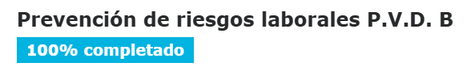 Prevención de riesgos laborales P.V.D. B
100% completado